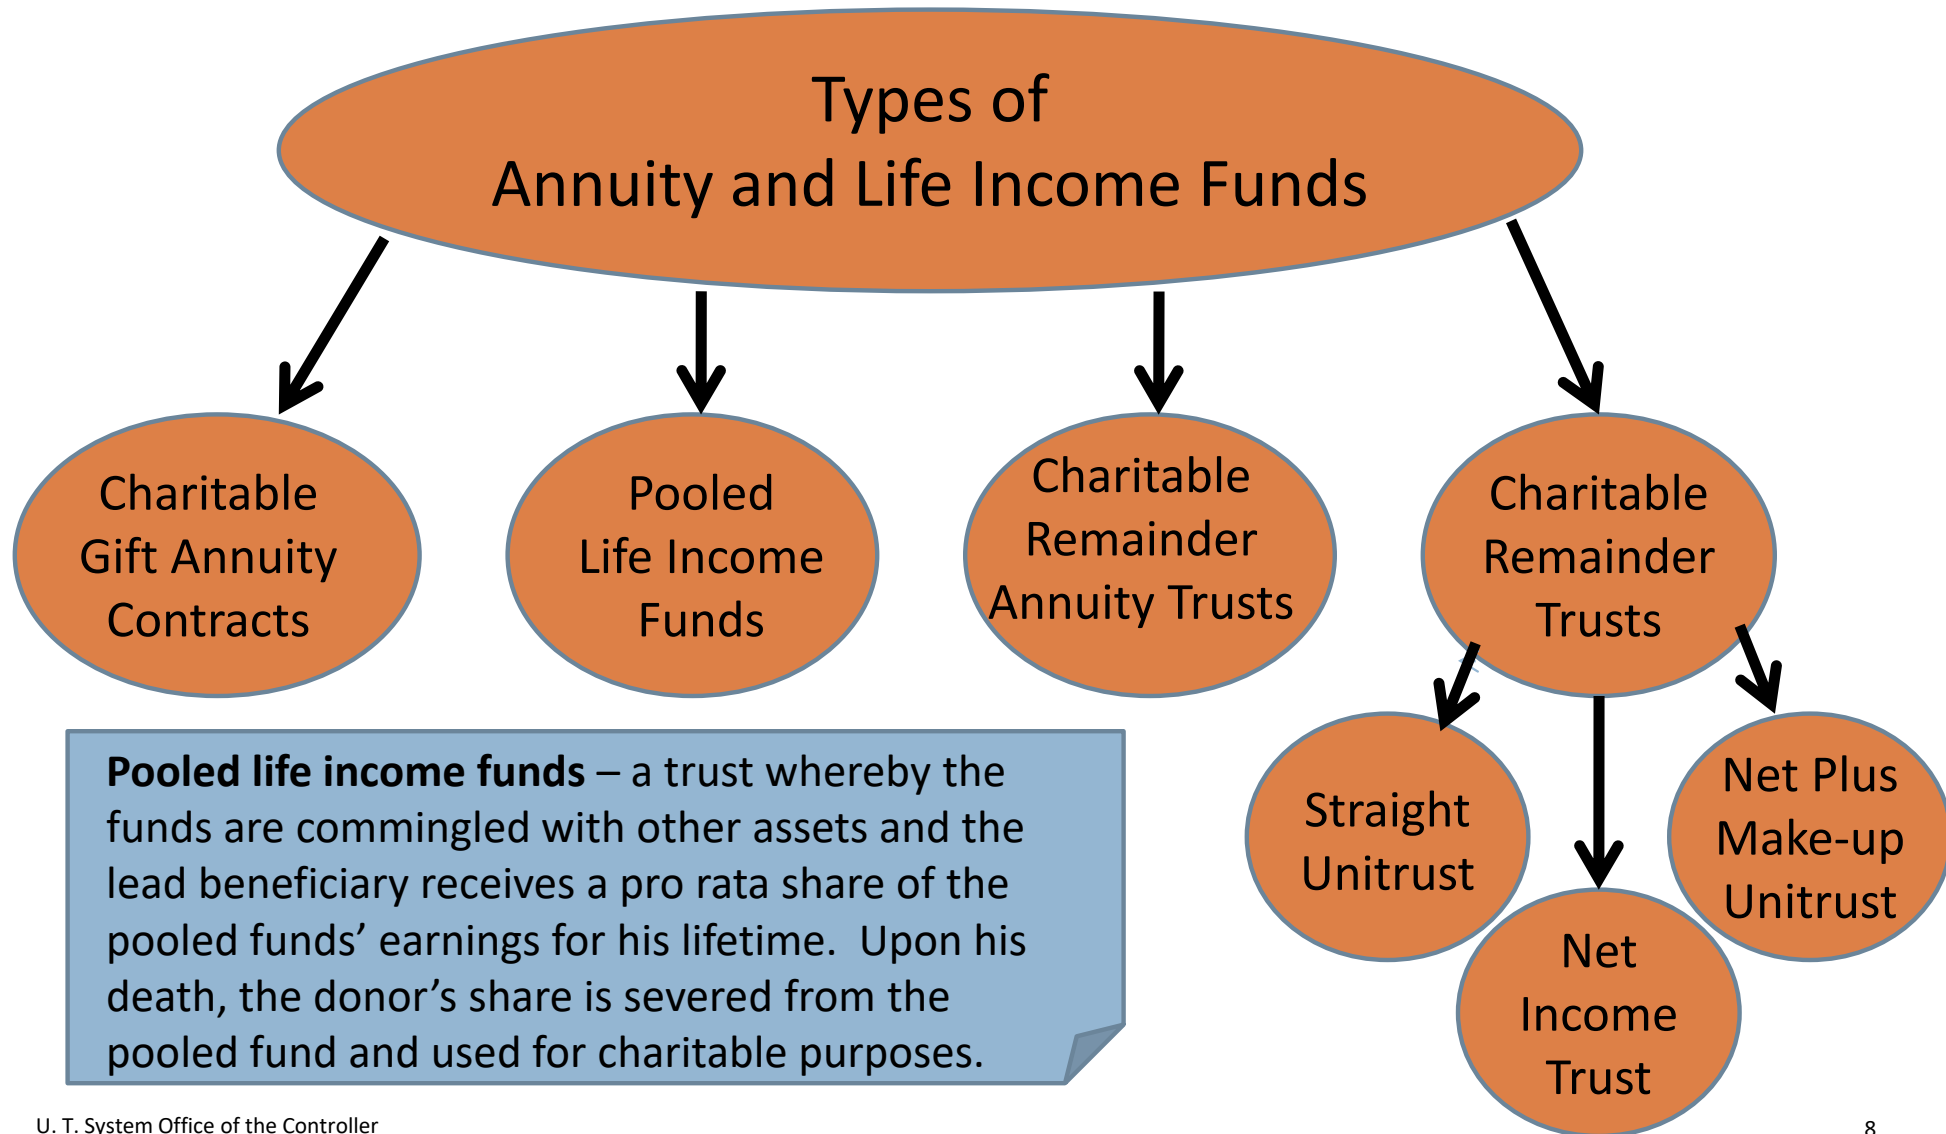 Types of
Annuity and Life Income Funds
Charitable
Gift Annuity
Contracts
Pooled
Life Income
Funds
Charitable
Remainder
Annuity Trusts
Charitable
Remainder
Trusts
Straight
Unitrust
Net
Income
Trust
Net Plus
Make-up
Unitrust
Pooled life income funds – a trust whereby the
funds are commingled with other assets and the
lead beneficiary receives a pro rata share of the
pooled funds’ earnings for his lifetime.  Upon his
death, the donor’s share is severed from the
pooled fund and used for charitable purposes.
U. T. System Office of the Controller
8